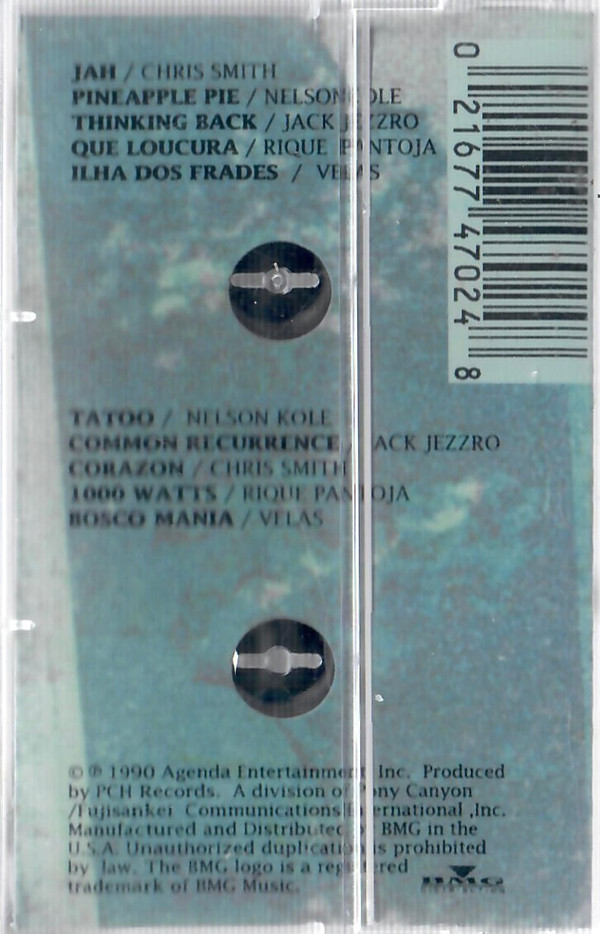 JAH / CHRIS SMITH
PINEAPPLE PIE / NELSON KOLE
THINKING BACK / JACK JEZZRO
QUE LOUCURA / RIQUE PANTOJA
ILHA DOS FRADES / VELAS
0 21677 47024 8
TATOO / NELSON KOLE
COMMON RECURRENCE / JACK JEZZRO
CORAZON / CHRIS SMITH
1000 WATTS / RIQUE PANTOJA
BOSCO MANIA / VELAS
© ℗ 1990 Agenda Entertainment Inc. Produced
by PCH Records. A division of Pony Canyon
/Fujisankei Communications International ,Inc.
Manufactured and Distributed by BMG in the
U.S.A. Unauthorized duplication is prohibited
by law. The BMG logo is a registered
trademark of BMG Music.
BMG